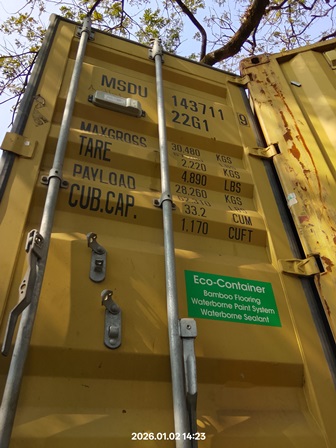 MSDU 143711 9
22G1
MAXGROSS 30.480 KGS
TARE 2.220 KGS
4.890 LBS
PAYLOAD 28.260 KGS
CUB.CAP. 33.2 CUM
1.170 CUFT
Eco-Container
Bamboo Flooring
Waterborne Paint System
Waterborne Sealant
2026.01.02 14:23